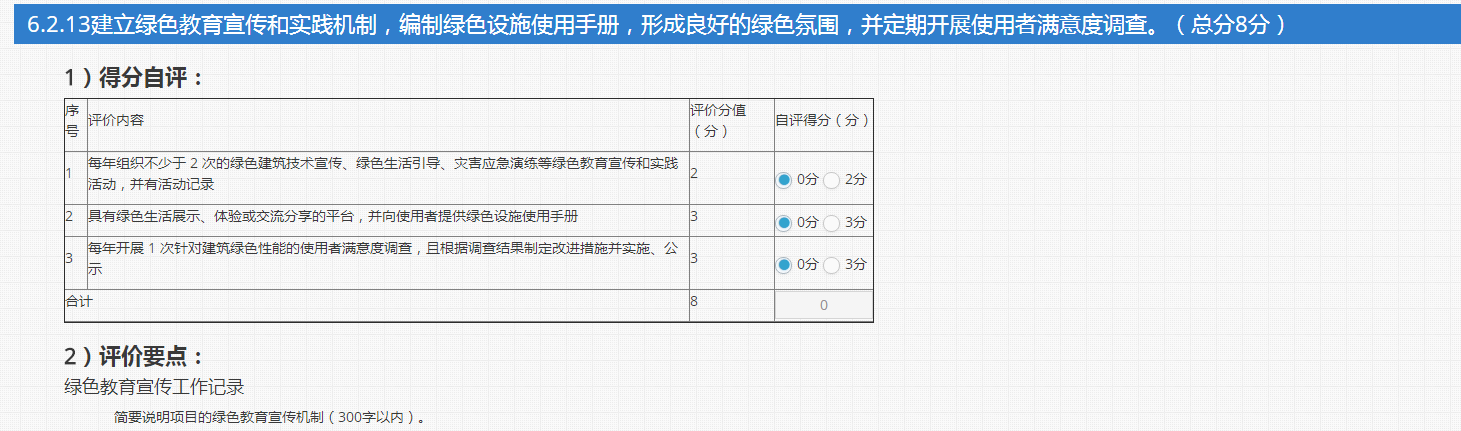 6.2.13建立绿色教育宣传和实践机制，编制绿色设施使用手册，形成良好的绿色氛围，并定期开展使用者满意度调查。（总分8分）
1）得分自评：
序号 评价内容 评价分值（分） 自评得分（分）
1 每年组织不少于 2 次的绿色建筑技术宣传、绿色生活引导、灾害应急演练等绿色教育宣传和实践
活动，并有活动记录 2 0分 2分
2 具有绿色生活展示、体验或交流分享的平台，并向使用者提供绿色设施使用手册 3 0分 3分
3 每年开展 1 次针对建筑绿色性能的使用者满意度调查，且根据调查结果制定改进措施并实施、公
示 3 0分 3分
合计 8 0
2）评价要点：
绿色教育宣传工作记录
简要说明项目的绿色教育宣传机制（300字以内）。